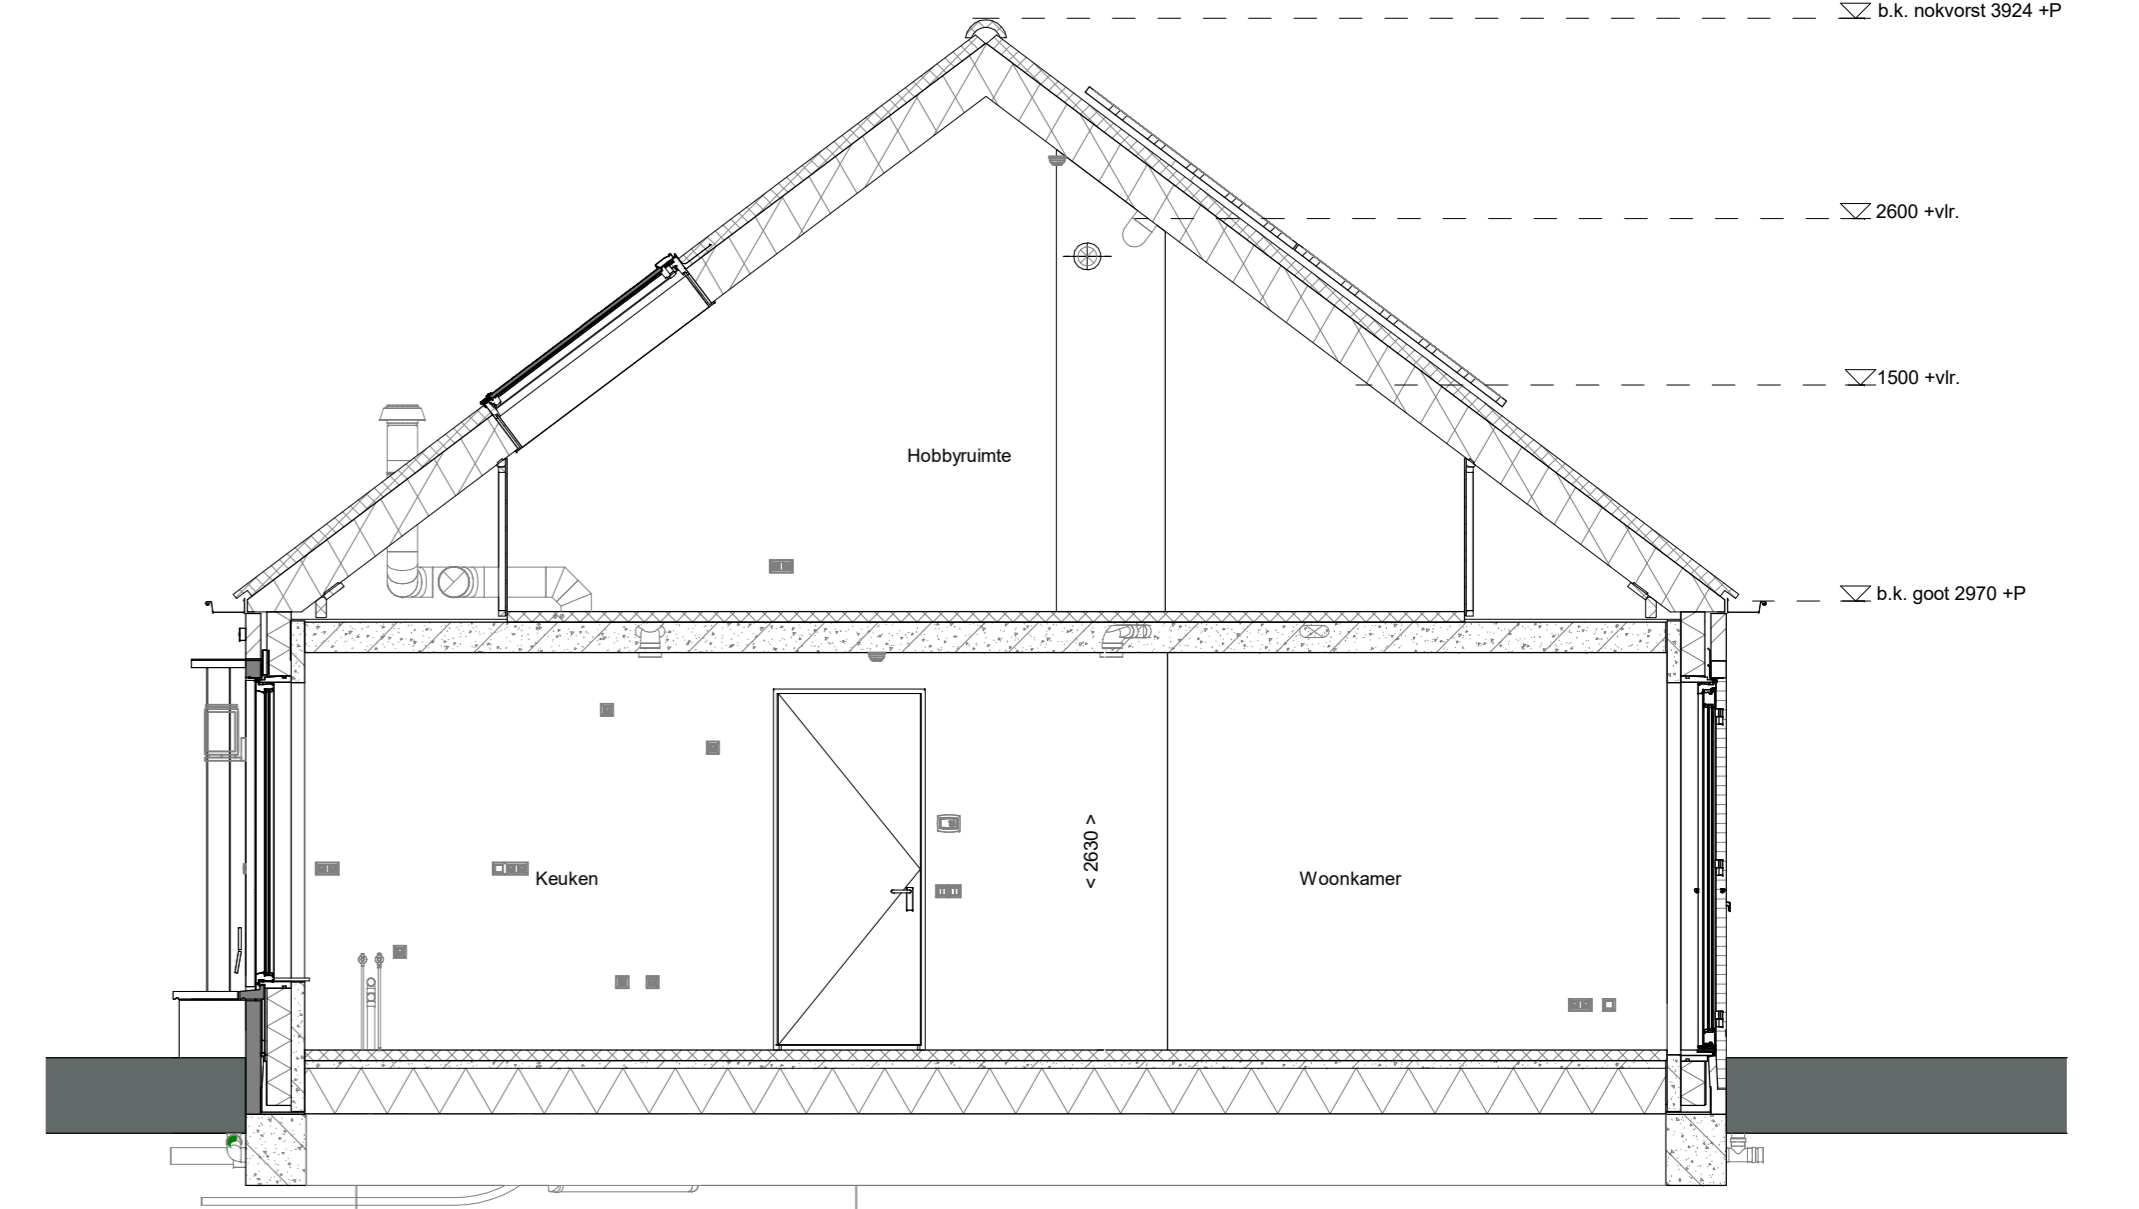 b.k. nokvorst 3924 +P
2600 +vlr.
1500 +vlr.
Hobbyruimte
b.k. goot 2970 +P
< 2630 >
Keuken
Woonkamer